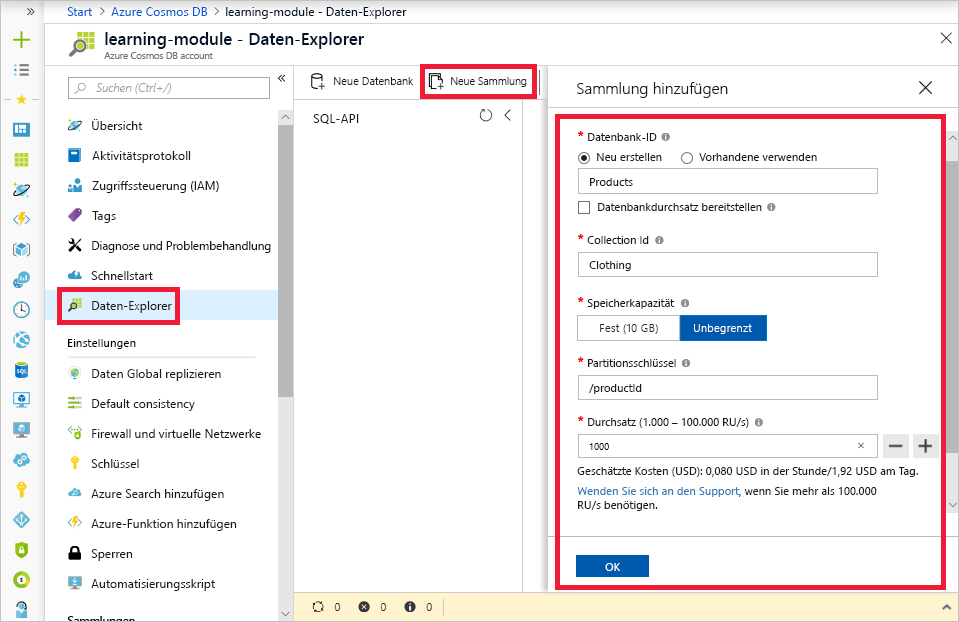 Start > Azure Cosmos DB > learning-module - Daten-Explorer
learning-module - Daten-Explorer
Azure Cosmos DB account
Suchen (Ctrl+/)
Übersicht
Aktivitätsprotokoll
Zugriffssteuerung (IAM)
Tags
Diagnose und Problembehandlung
Schnellstart
Daten-Explorer
Einstellungen
Daten Global replizieren
Default consistency
Firewall und virtuelle Netzwerke
Schlüssel
Azure Search hinzufügen
Azure-Funktion hinzufügen
Sperren
Automatisierungsskript
Sammlungen
Neue Datenbank
Neue Sammlung
SQL-API
Sammlung hinzufügen
* Datenbank-ID
Neu erstellen
Vorhandene verwenden
Products
Datenbankdurchsatz bereitstellen
* Collection Id
Clothing
* Speicherkapazität
Fest (10 GB)
Unbegrenzt
* Partitionsschlüssel
/productId
* Durchsatz (1.000 – 100.000 RU/s)
1000
Geschätzte Kosten (USD): 0,080 USD in der Stunde/1,92 USD am Tag.
Wenden Sie sich an den Support, wenn Sie mehr als 100.000
RU/s benötigen.
OK
0 0 0
SQL